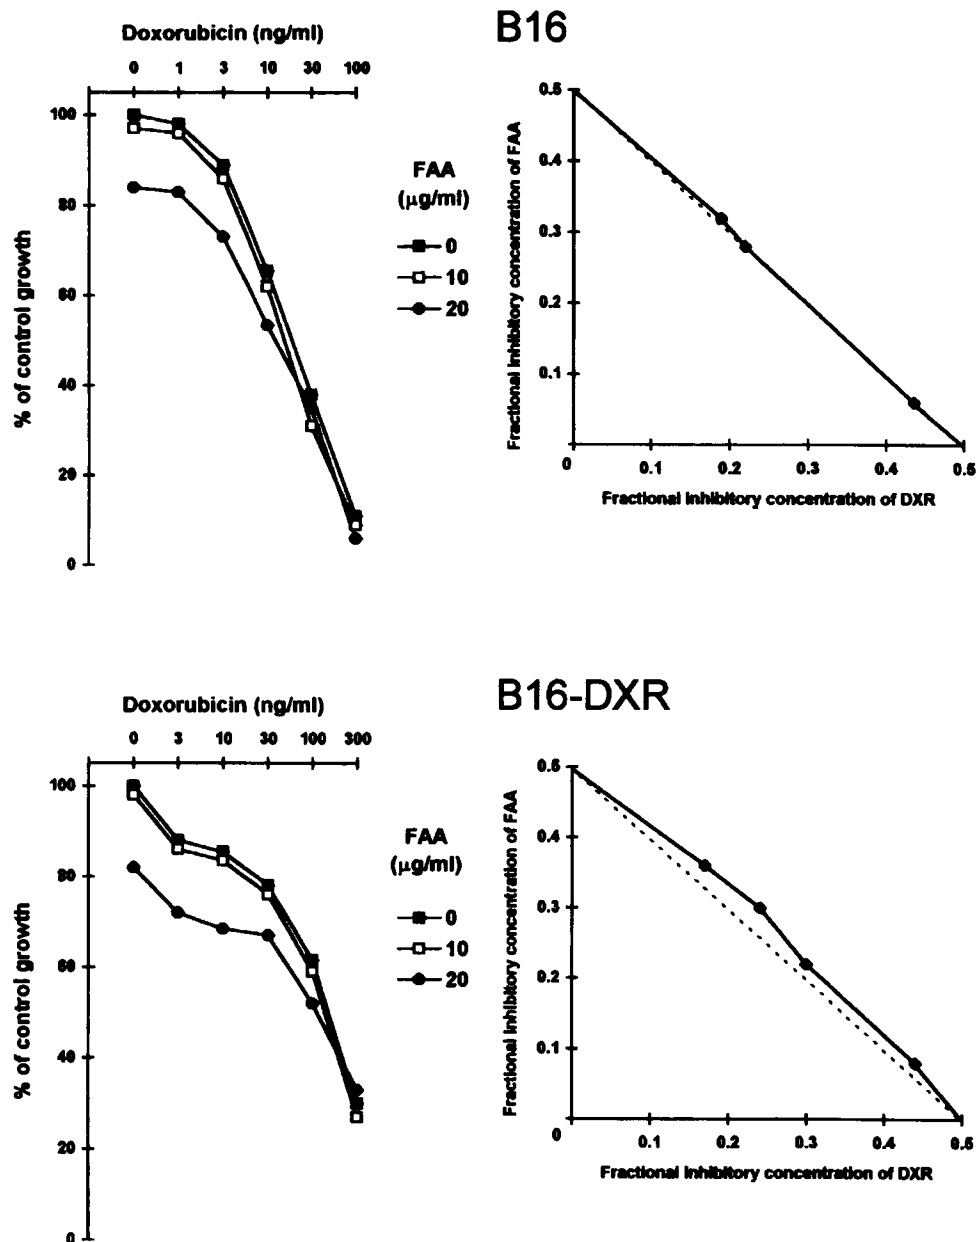 B16
Doxorubicin (ng/ml)
0 1 3 10 30 100
100
80
60
40
20
0
% of control growth
FAA
(µg/ml)
0
10
20
0.5
0.4
0.3
0.2
0.1
0 0.1 0.2 0.3 0.4 0.5
Fractional inhibitory concentration of FAA
Fractional inhibitory concentration of DXR
B16-DXR
Doxorubicin (ng/ml)
0 3 10 30 100 300
100
80
60
40
20
0
% of control growth
FAA
(µg/ml)
0
10
20
0.5
0.4
0.3
0.2
0.1
0 0.1 0.2 0.3 0.4 0.5
Fractional inhibitory concentration of FAA
Fractional inhibitory concentration of DXR